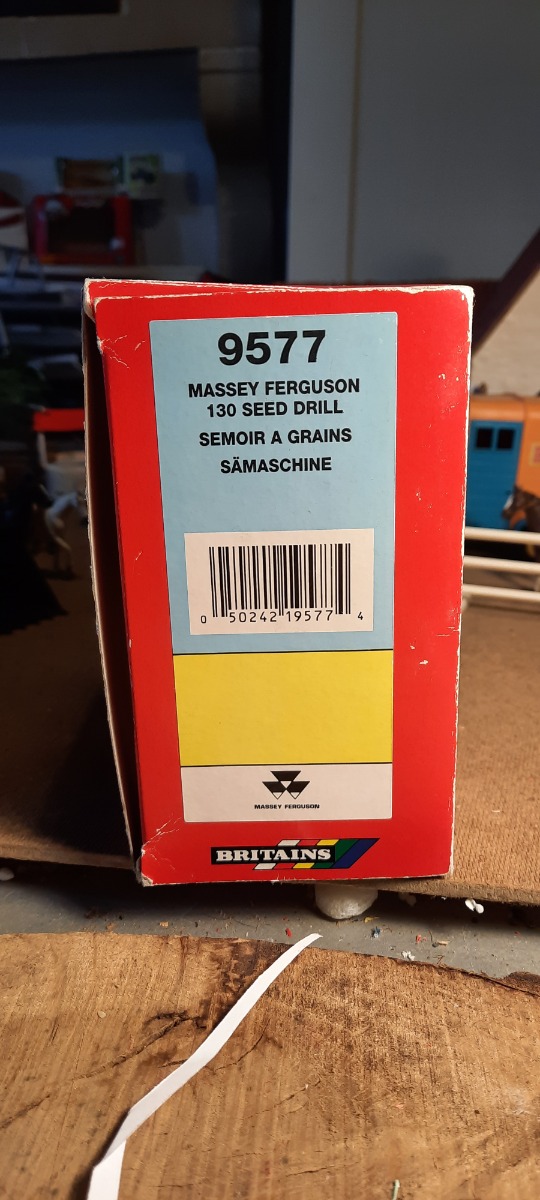 9577
MASSEY FERGUSON
130 SEED DRILL
SEMOIR A GRAINS
SÄMASCHINE
0 50242 19577 4
MASSEY FERGUSON
BRITAINS